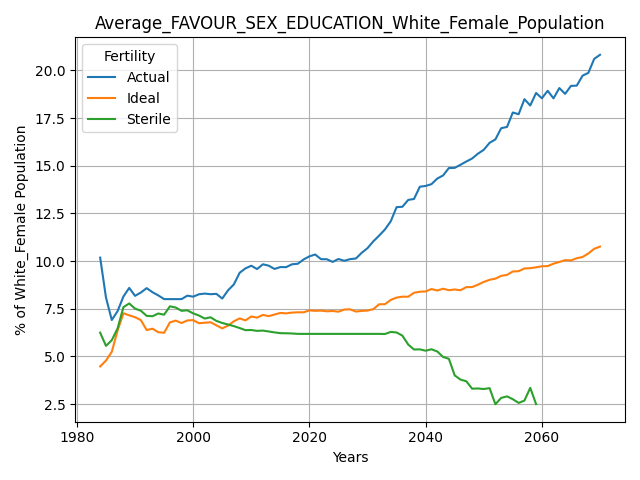 Average_FAVOUR_SEX_EDUCATION_White_Female_Population
Fertility
Actual
Ideal
Sterile
% of White_Female Population
20.0
17.5
15.0
12.5
10.0
7.5
5.0
2.5
1980 2000 2020 2040 2060
Years